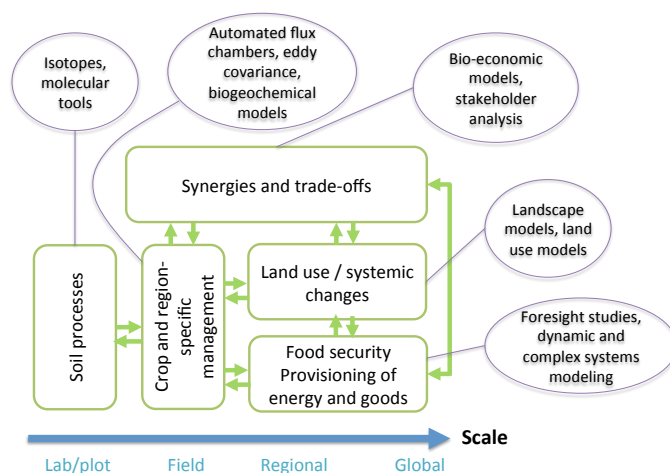 Isotopes,
molecular
tools
Automated flux
chambers, eddy
covariance,
biogeochemical
models
Bio-economic
models,
stakeholder
analysis
Synergies and trade-offs
Landscape
models, land
use models
Soil processes
Crop and region-
specific
management
Land use / systemic
changes
Food security
Provisioning of
energy and goods
Foresight studies,
dynamic and
complex systems
modeling
Scale
Lab/plot Field Regional Global